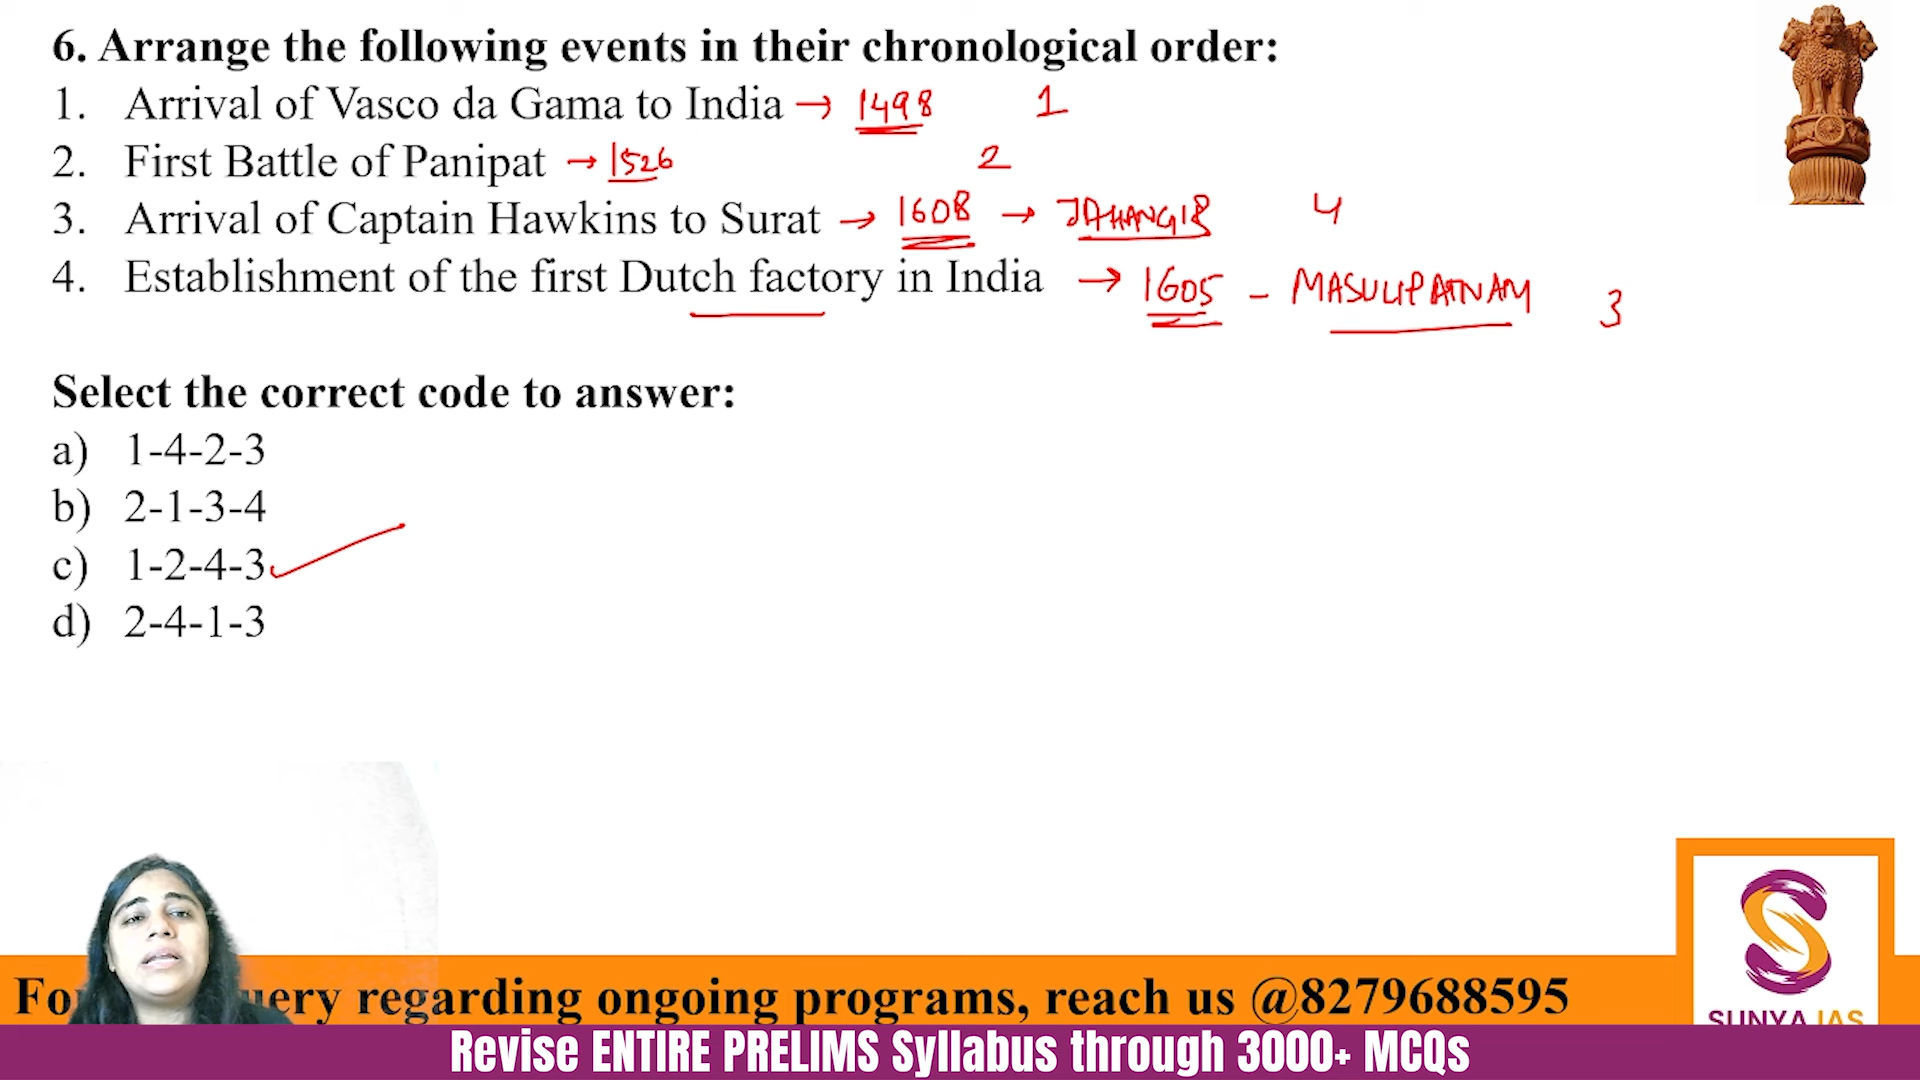 6. Arrange the following events in their chronological order:
1. Arrival of Vasco da Gama to India → 1498 1
2. First Battle of Panipat → 1526 2
3. Arrival of Captain Hawkins to Surat → 1608 → JAHANGIR 4
4. Establishment of the first Dutch factory in India → 1605 - MASULIPATNAM 3
Select the correct code to answer:
a) 1-4-2-3
b) 2-1-3-4
c) 1-2-4-3
d) 2-4-1-3
regarding ongoing programs, reach us @8279688595
SUNYA IAS
Revise ENTIRE PRELIMS Syllabus through 3000+ MCQs